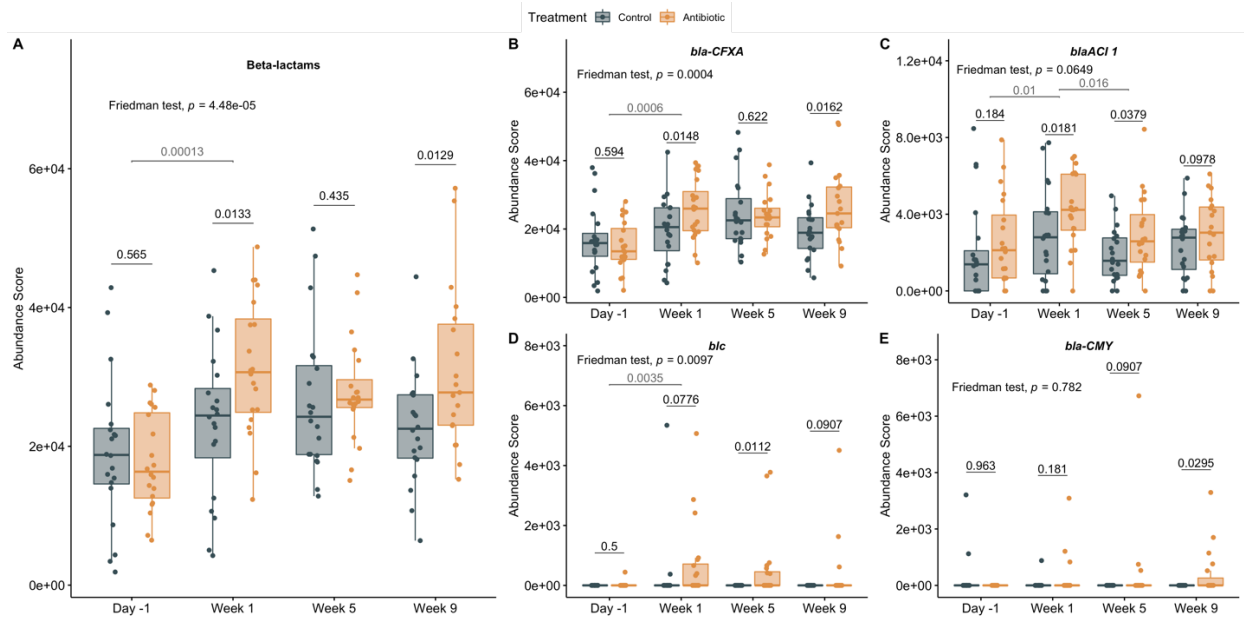 Treatment Control Antibiotic
A
Beta-lactams
Friedman test, p = 4.48e-05
0.00013
0.565
0.0133
0.435
0.0129
Abundance Score
6e+04
4e+04
2e+04
0e+00
Day -1 Week 1 Week 5 Week 9
B
bla-CFXA
Friedman test, p = 0.0004
0.0006
0.594
0.0148
0.622
0.0162
Abundance Score
6e+04
4e+04
2e+04
0e+00
Day -1 Week 1 Week 5 Week 9
C
blaACI 1
Friedman test, p = 0.0649
0.01
0.016
0.184
0.0181
0.0379
0.0978
Abundance Score
1.2e+04
8.0e+03
4.0e+03
0.0e+00
Day -1 Week 1 Week 5 Week 9
D
blc
Friedman test, p = 0.0097
0.0035
0.5
0.0776
0.0112
0.0907
Abundance Score
8e+03
6e+03
4e+03
2e+03
0e+00
Day -1 Week 1 Week 5 Week 9
E
bla-CMY
Friedman test, p = 0.782
0.963
0.181
0.0907
0.0295
Abundance Score
8e+03
6e+03
4e+03
2e+03
0e+00
Day -1 Week 1 Week 5 Week 9